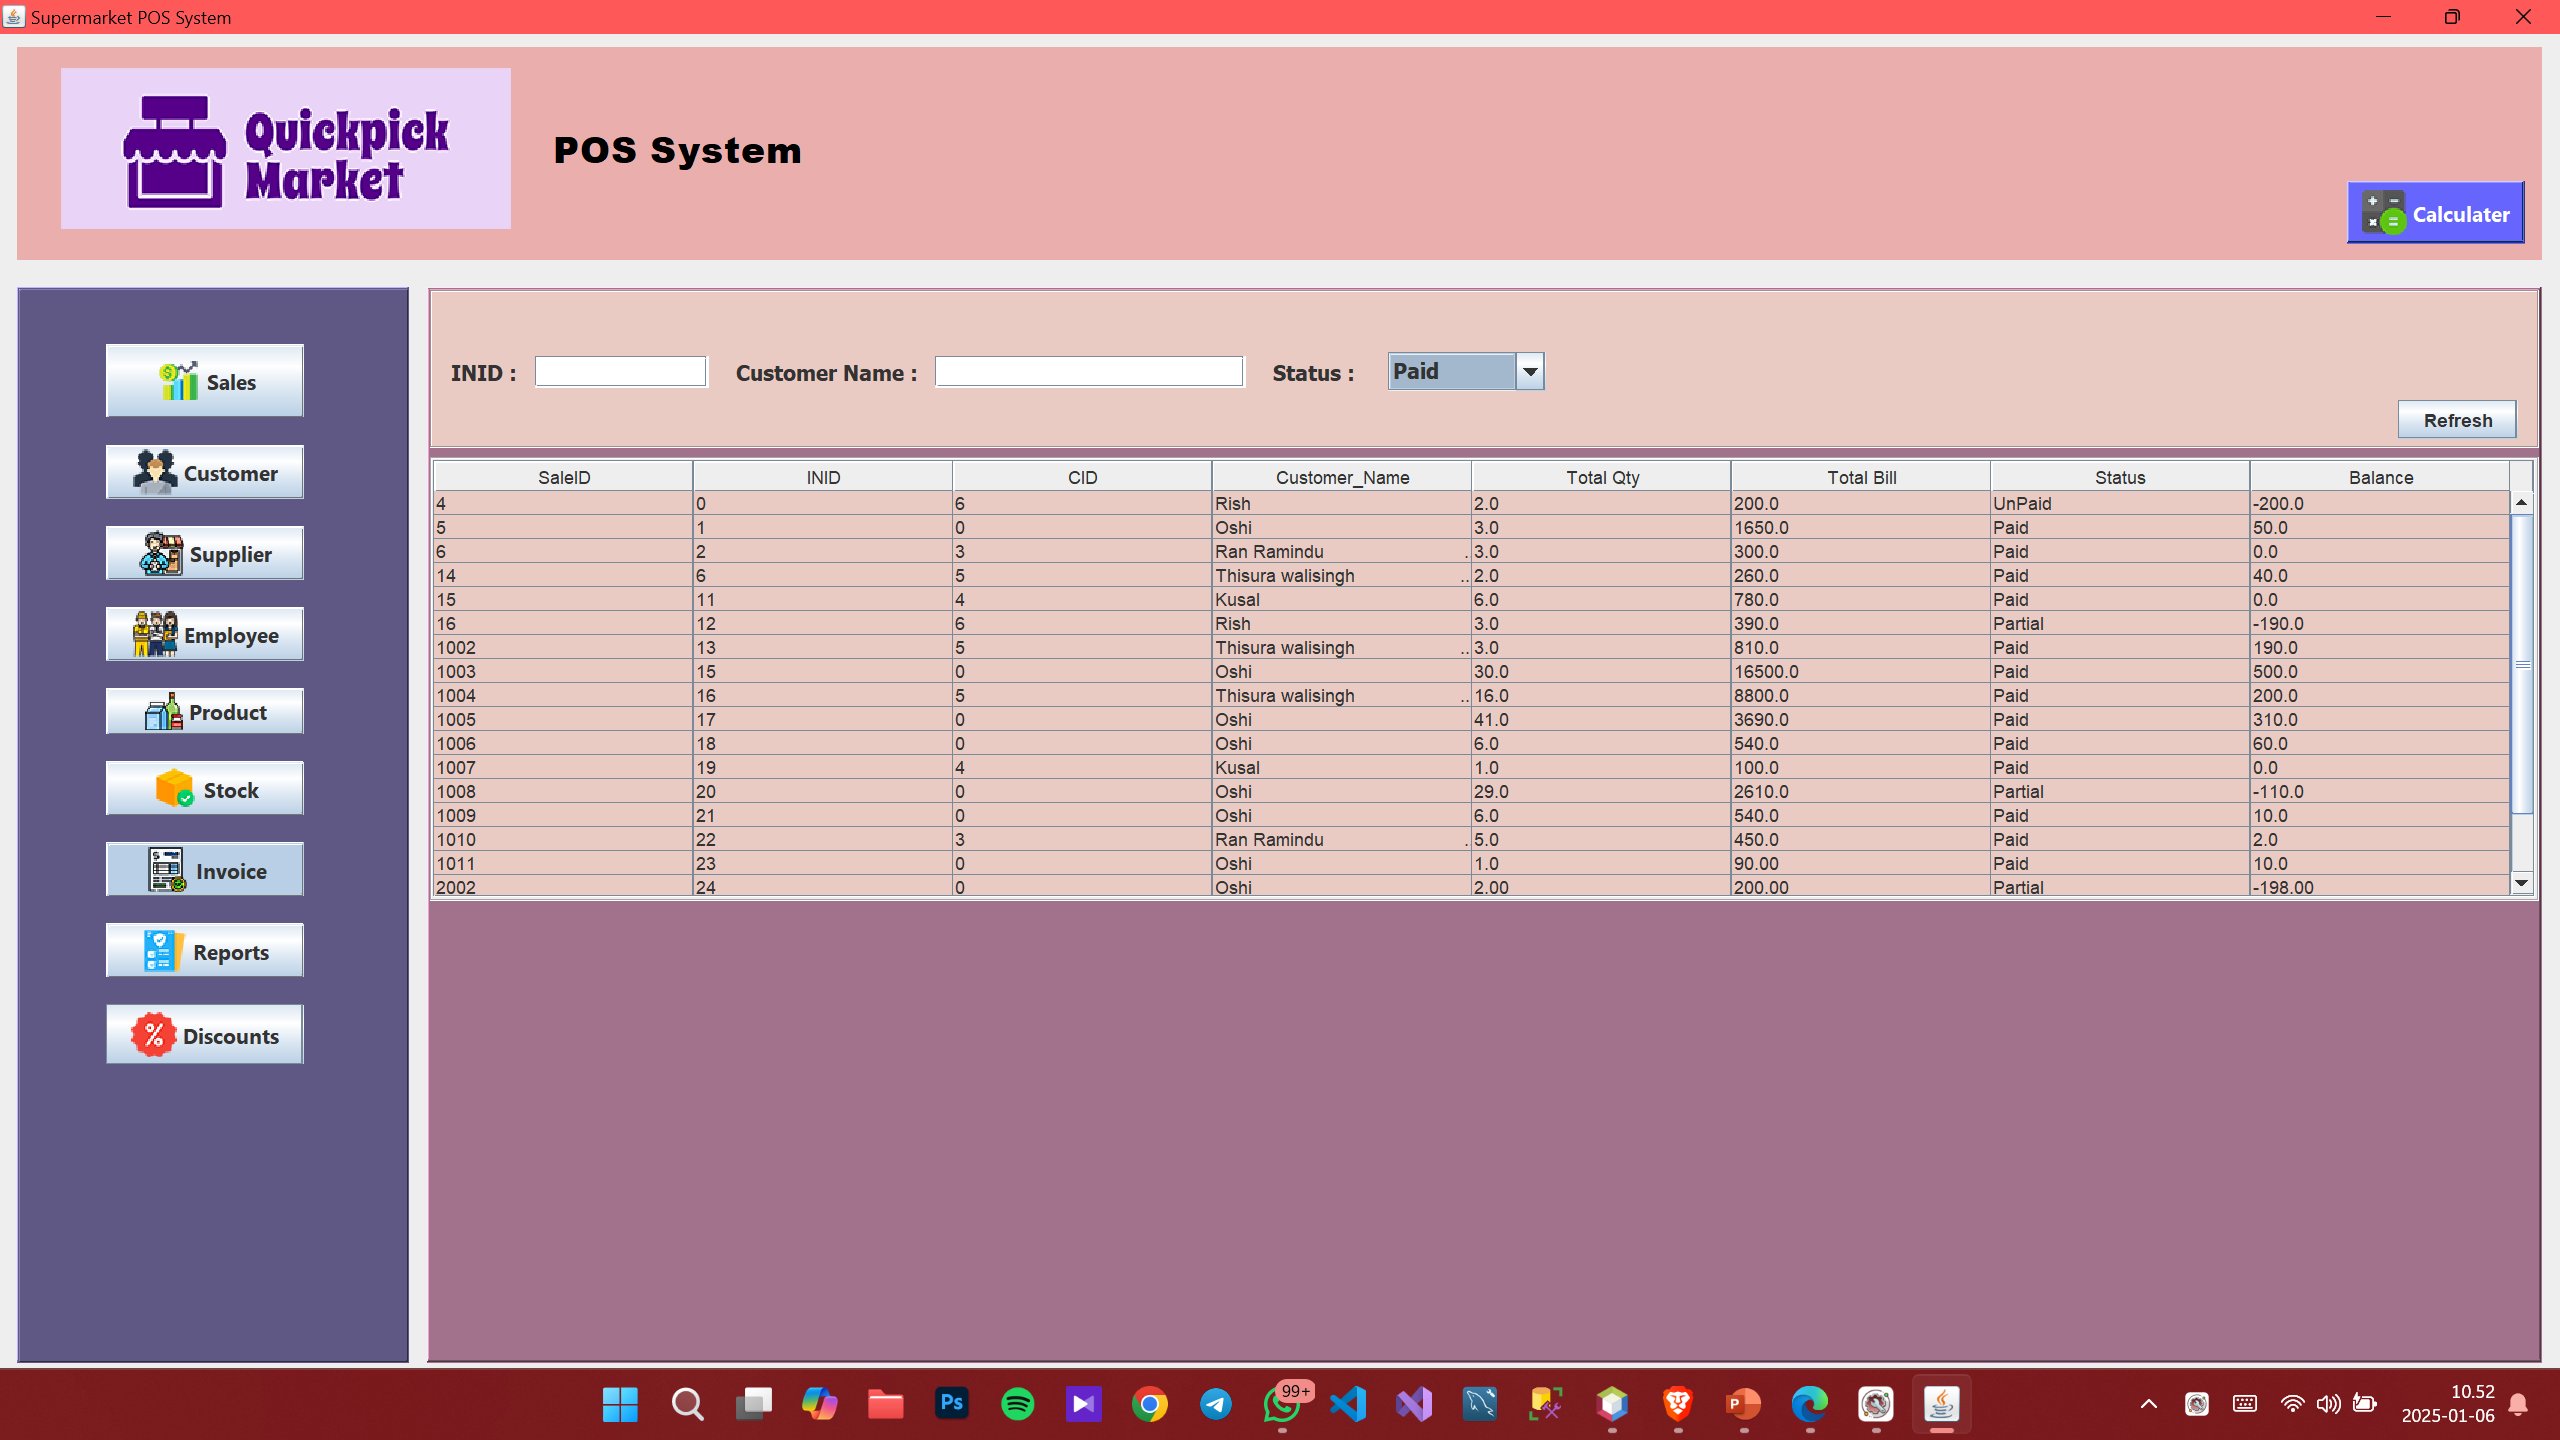 Supermarket POS System
Quickpick
Market
POS System
Calculater
Sales
Customer
Supplier
Employee
Product
Stock
Invoice
Reports
Discounts
INID : Customer Name : Status : Paid
Refresh
SaleID INID CID Customer_Name Total Qty Total Bill Status Balance
4 0 6 Rish 2.0 200.0 UnPaid -200.0
5 1 0 Oshi 3.0 1650.0 Paid 50.0
6 2 3 Ran Ramindu .. 3.0 300.0 Paid 0.0
14 6 5 Thisura walisingh ... 2.0 260.0 Paid 40.0
15 11 4 Kusal 6.0 780.0 Paid 0.0
16 12 6 Rish 3.0 390.0 Partial -190.0
1002 13 5 Thisura walisingh ... 3.0 810.0 Paid 190.0
1003 15 0 Oshi 30.0 16500.0 Paid 500.0
1004 16 5 Thisura walisingh ... 16.0 8800.0 Paid 200.0
1005 17 0 Oshi 41.0 3690.0 Paid 310.0
1006 18 0 Oshi 6.0 540.0 Paid 60.0
1007 19 4 Kusal 1.0 100.0 Paid 0.0
1008 20 0 Oshi 29.0 2610.0 Partial -110.0
1009 21 0 Oshi 6.0 540.0 Paid 10.0
1010 22 3 Ran Ramindu .. 5.0 450.0 Paid 2.0
1011 23 0 Oshi 1.0 90.00 Paid 10.0
2002 24 0 Oshi 2.00 200.00 Partial -198.00
Ps
99+
P
10.52
2025-01-06